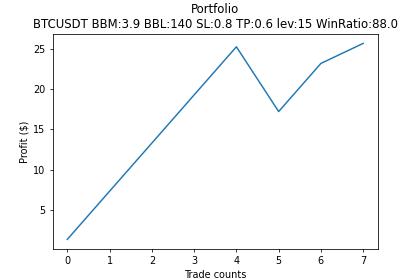 Portfolio
BTCUSDT BBM:3.9 BBL:140 SL:0.8 TP:0.6 lev:15 WinRatio:88.0
25
20
15
10
5
Profit ($)
0 1 2 3 4 5 6 7
Trade counts